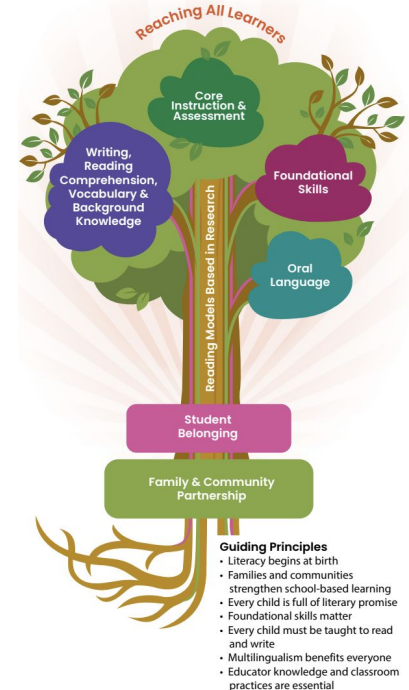 Reaching All Learners
Core
Instruction &
Assessment
Writing,
Reading
Comprehension,
Vocabulary &
Background
Knowledge
Foundational
Skills
Oral
Language
Reading Models Based in Research
Student
Belonging
Family & Community
Partnership
Guiding Principles
• Literacy begins at birth
• Families and communities
strengthen school-based learning
• Every child is full of literary promise
• Foundational skills matter
• Every child must be taught to read
and write
• Multilingualism benefits everyone
• Educator knowledge and classroom
practices are essential